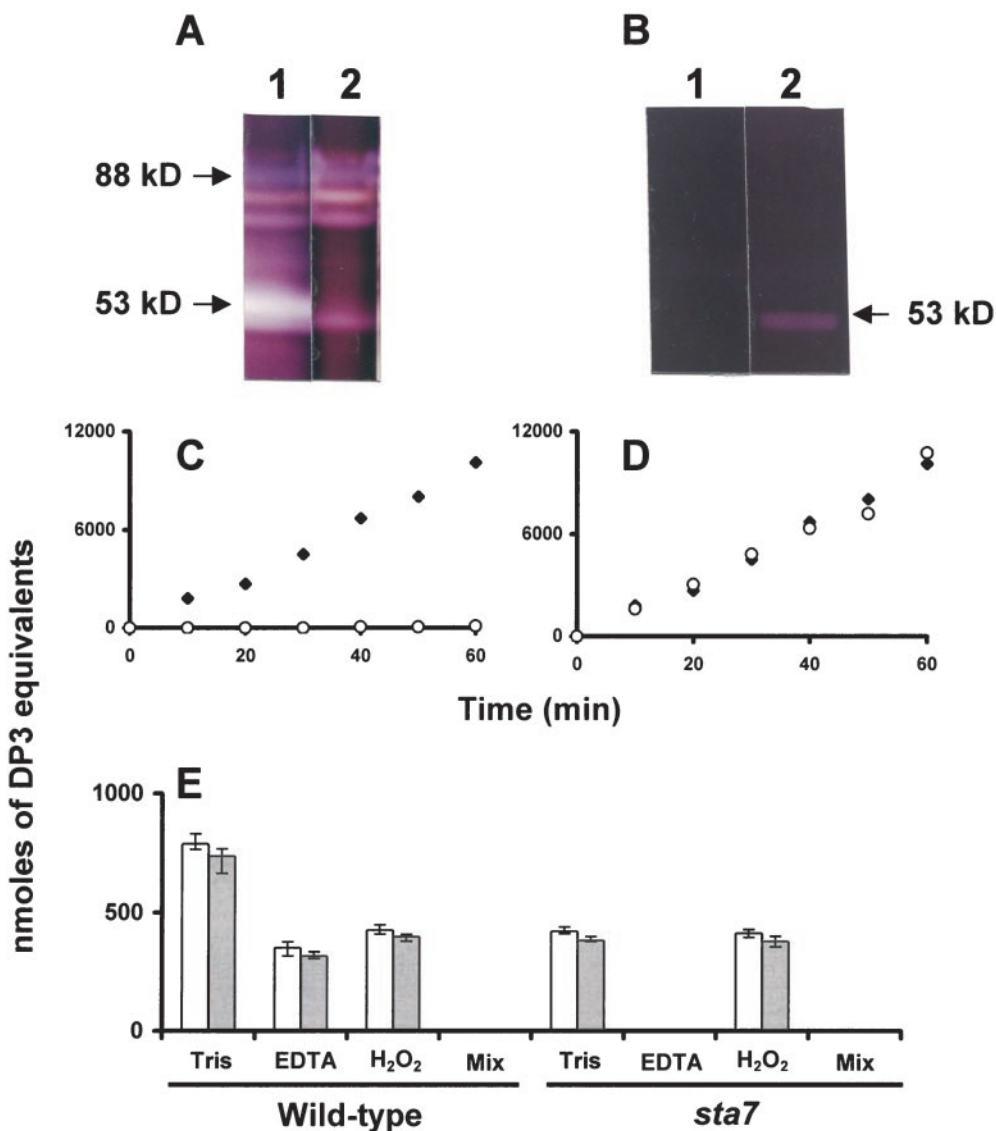 A
B
1 2
1 2
88 kD
53 kD
53 kD
12000
6000
0
C
0 20 40 60
12000
6000
0
D
0 20 40 60
Time (min)
nmoles of DP3 equivalents
1000
500
0
E
Tris EDTA H₂O₂ Mix Tris EDTA H₂O₂ Mix
Wild-type sta7